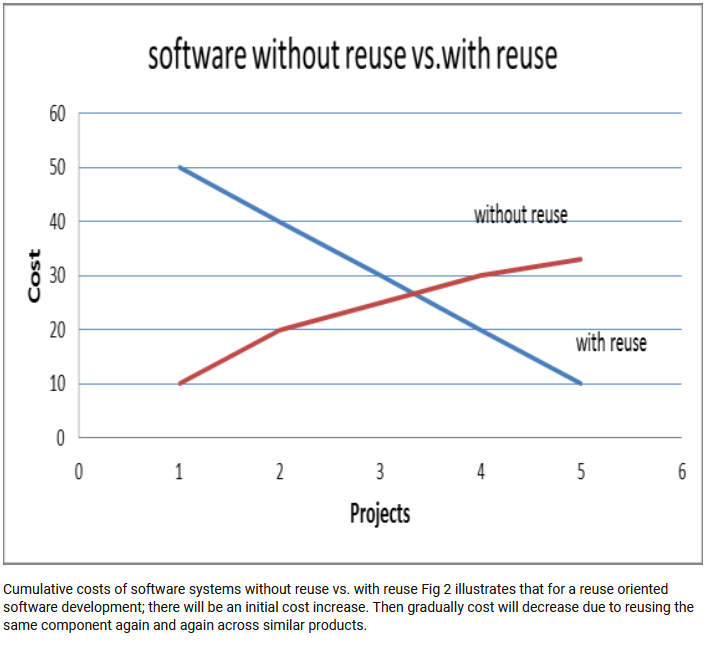 software without reuse vs.with reuse
60
50
without reuse
40
Cost
30
20
with reuse
10
0
0 1 2 3 4 5 6
Projects
Cumulative costs of software systems without reuse vs. with reuse Fig 2 illustrates that for a reuse oriented
software development; there will be an initial cost increase. Then gradually cost will decrease due to reusing the
same component again and again across similar products.